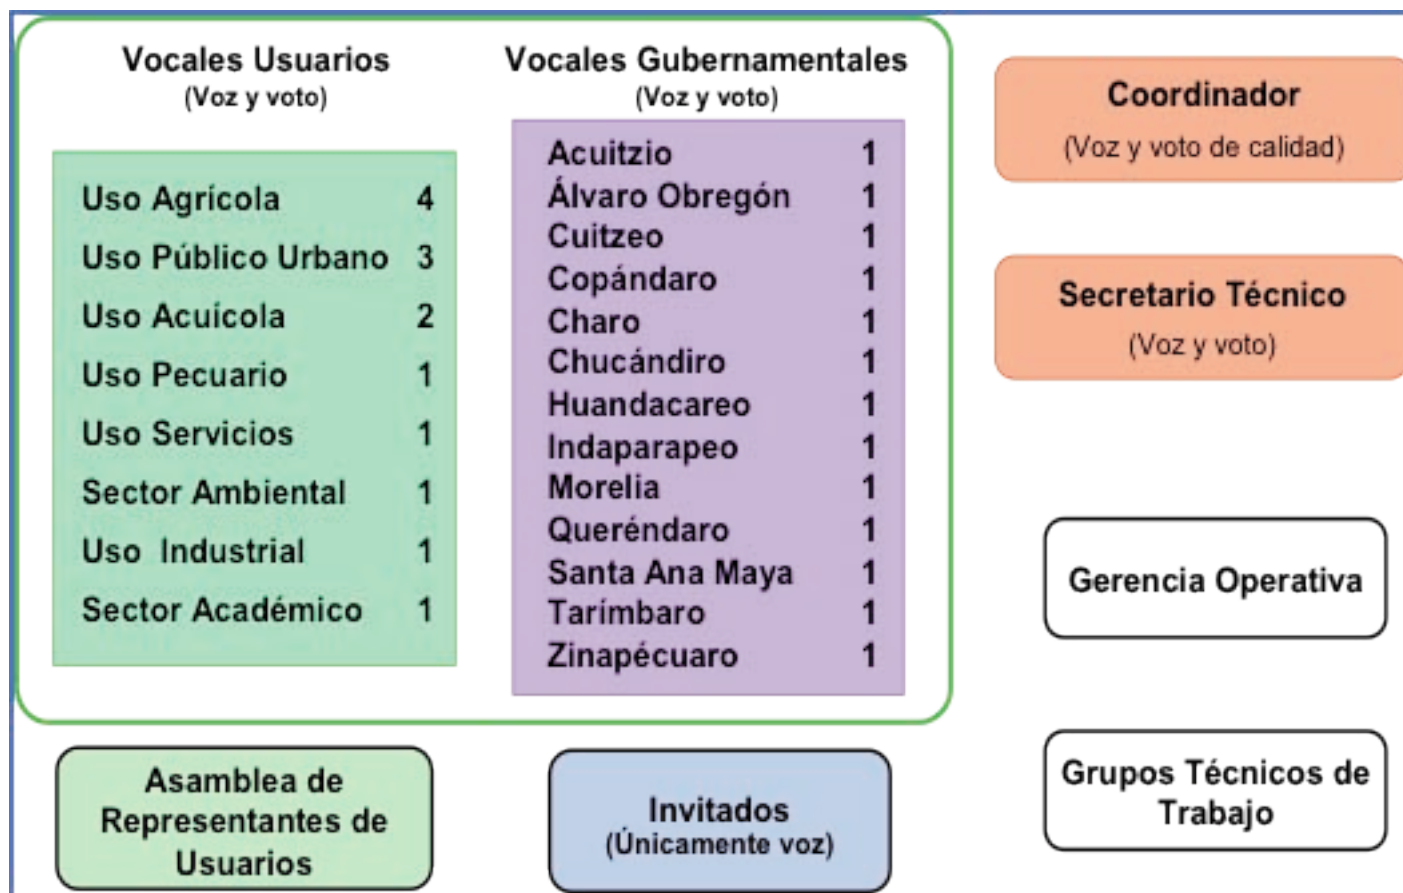 Vocales Usuarios
(Voz y voto)
Uso Agrícola 4
Uso Público Urbano 3
Uso Acuícola 2
Uso Pecuario 1
Uso Servicios 1
Sector Ambiental 1
Uso Industrial 1
Sector Académico 1
Vocales Gubernamentales
(Voz y voto)
Acuitzio 1
Álvaro Obregón 1
Cuitzeo 1
Copándaro 1
Charo 1
Chucándiro 1
Huandacareo 1
Indaparapeo 1
Morelia 1
Queréndaro 1
Santa Ana Maya 1
Tarímbaro 1
Zinapécuaro 1
Coordinador
(Voz y voto de calidad)
Secretario Técnico
(Voz y voto)
Gerencia Operativa
Grupos Técnicos de
Trabajo
Asamblea de
Representantes de
Usuarios
Invitados
(Únicamente voz)